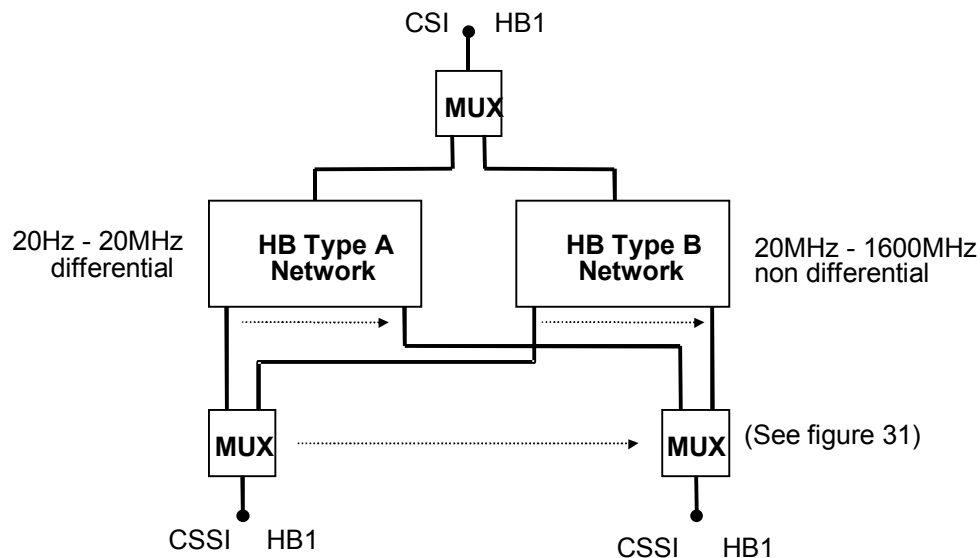 CSI HB1
MUX
20Hz - 20MHz
differential
HB Type A
Network
HB Type B
Network
20MHz - 1600MHz
non differential
MUX
MUX
(See figure 31)
CSSI HB1
CSSI HB1